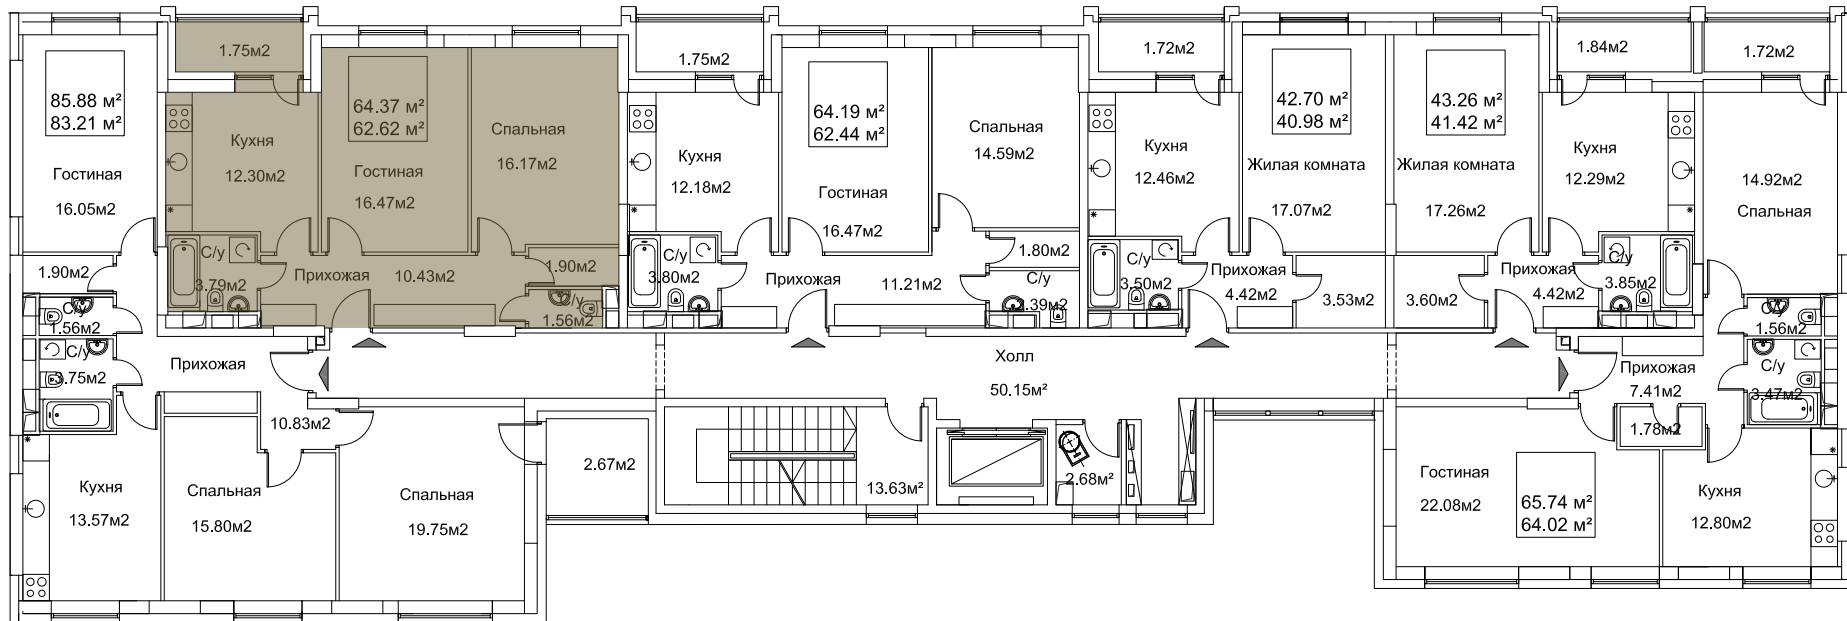 85.88 м²
83.21 м²
Гостиная
16.05м2
1.90м2
С/у
1.56м2
С/у
3.75м2
Прихожая
10.83м2
Кухня
13.57м2
Спальная
15.80м2
Спальная
19.75м2
2.67м2
1.75м2
Кухня
12.30м2
64.37 м²
62.62 м²
Гостиная
16.47м2
Спальная
16.17м2
С/у
3.79м2
Прихожая
10.43м2
1.90м2
С/у
1.56м2
1.75м2
Кухня
12.18м2
64.19 м²
62.44 м²
Гостиная
16.47м2
Спальная
14.59м2
С/у
3.80м2
Прихожая
11.21м2
1.80м2
С/у
.39м2
Холл
50.15м²
13.63м²
2.68м²
1.72м2
Кухня
12.46м2
42.70 м²
40.98 м²
Жилая комната
17.07м2
С/у
3.50м2
Прихожая
4.42м2
3.53м2
43.26 м²
41.42 м²
Жилая комната
17.26м2
1.84м2
Кухня
12.29м2
3.60м2
Прихожая
4.42м2
С/у
3.85м2
1.72м2
14.92м2
Спальная
С/у
1.56м2
Прихожая
7.41м2
С/у
3.47м2
1.78м2
Гостиная
22.08м2
65.74 м²
64.02 м²
Кухня
12.80м2